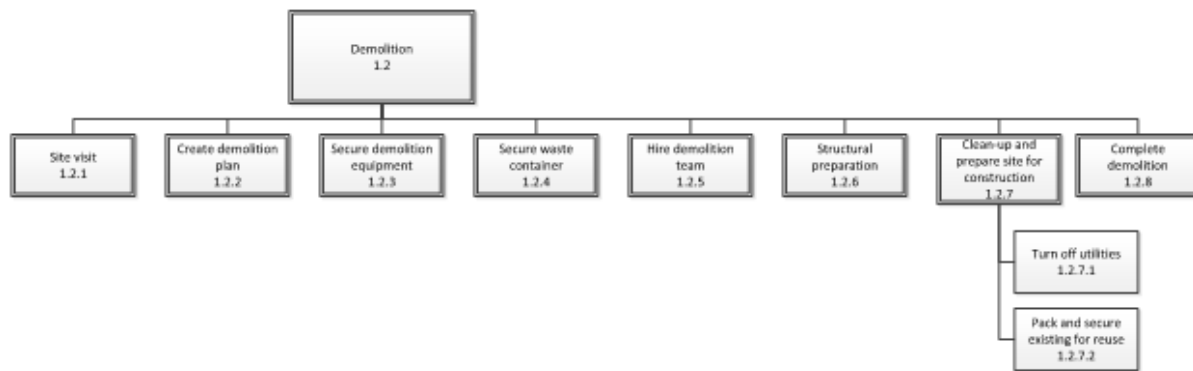 Demolition
1.2
Site visit
1.2.1
Create demolition
plan
1.2.2
Secure demolition
equipment
1.2.3
Secure waste
container
1.2.4
Hire demolition
team
1.2.5
Structural
preparation
1.2.6
Clean-up and
prepare site for
construction
1.2.7
Complete
demolition
1.2.8
Turn off utilities
1.2.7.1
Pack and secure
existing for reuse
1.2.7.2